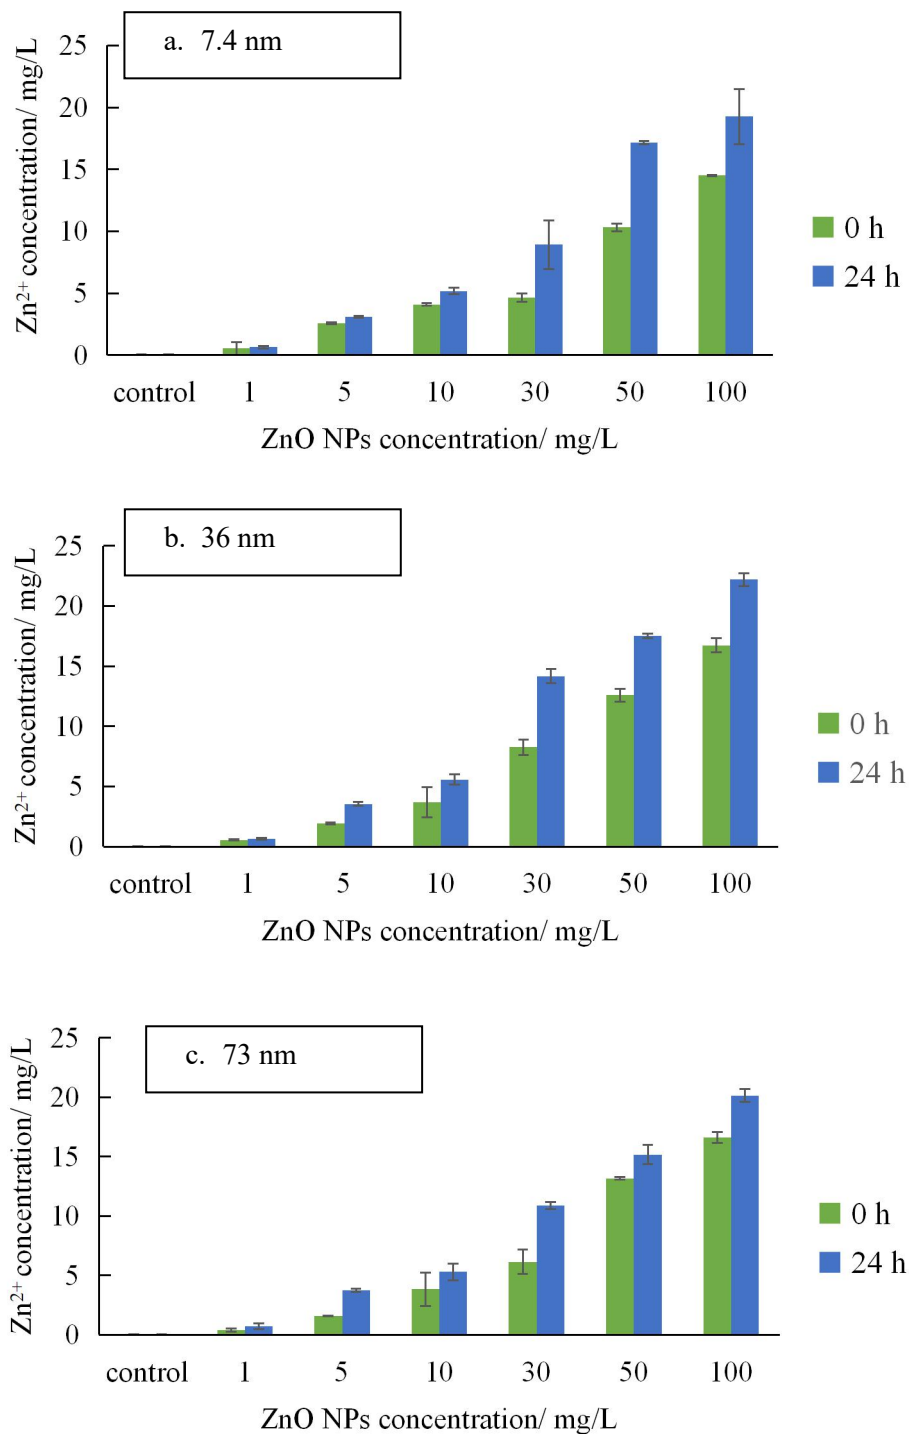 a. 7.4 nm
Zn²⁺ concentration/ mg/L
25
20
15
10
5
0
control 1 5 10 30 50 100
ZnO NPs concentration/ mg/L
0 h
24 h
b. 36 nm
Zn²⁺ concentration/ mg/L
25
20
15
10
5
0
control 1 5 10 30 50 100
ZnO NPs concentration/ mg/L
0 h
24 h
c. 73 nm
Zn²⁺ concentration/ mg/L
25
20
15
10
5
0
control 1 5 10 30 50 100
ZnO NPs concentration/ mg/L
0 h
24 h